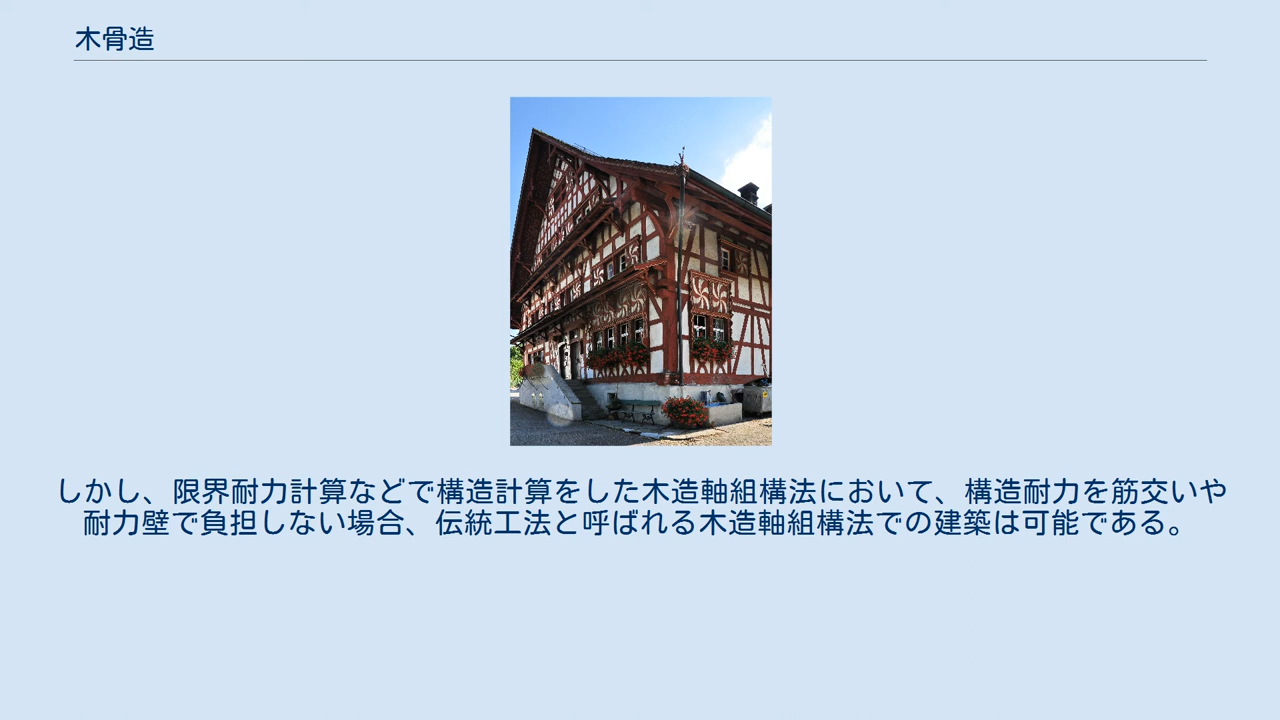 木骨造
しかし、限界耐力計算などで構造計算をした木造軸組構法において、構造耐力を筋交いや
耐力壁で負担しない場合、伝統工法と呼ばれる木造軸組構法での建築は可能である。